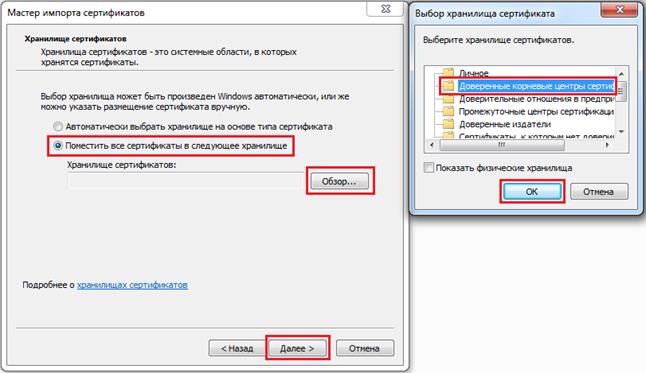 Мастер импорта сертификатов
Хранилище сертификатов
Хранилища сертификатов - это системные области, в которых
хранятся сертификаты.
Выбор хранилища может быть произведен Windows автоматически, или же
можно указать размещение сертификата вручную.
Автоматически выбрать хранилище на основе типа сертификата
Поместить все сертификаты в следующее хранилище
Хранилище сертификатов:
Обзор...
Подробнее о хранилищах сертификатов
< Назад
Далее >
Отмена
Выбор хранилища сертификата
Выберите хранилище сертификатов.
Личное
Доверенные корневые центры серти
Доверительные отношения в предпри
Промежуточные центры сертификаци
Доверенные издатели
Сертификаты, к которым нет довери
Показать физические хранилища
ОК
Отмена